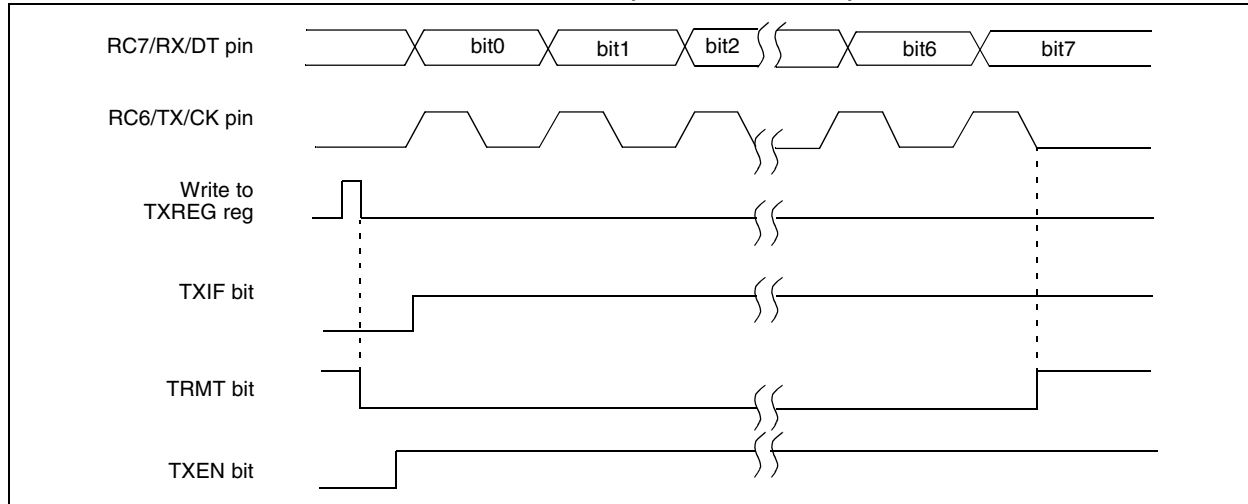 RC7/RX/DT pin
bit0
bit1
bit2
bit6
bit7
RC6/TX/CK pin
Write to
TXREG reg
TXIF bit
TRMT bit
TXEN bit